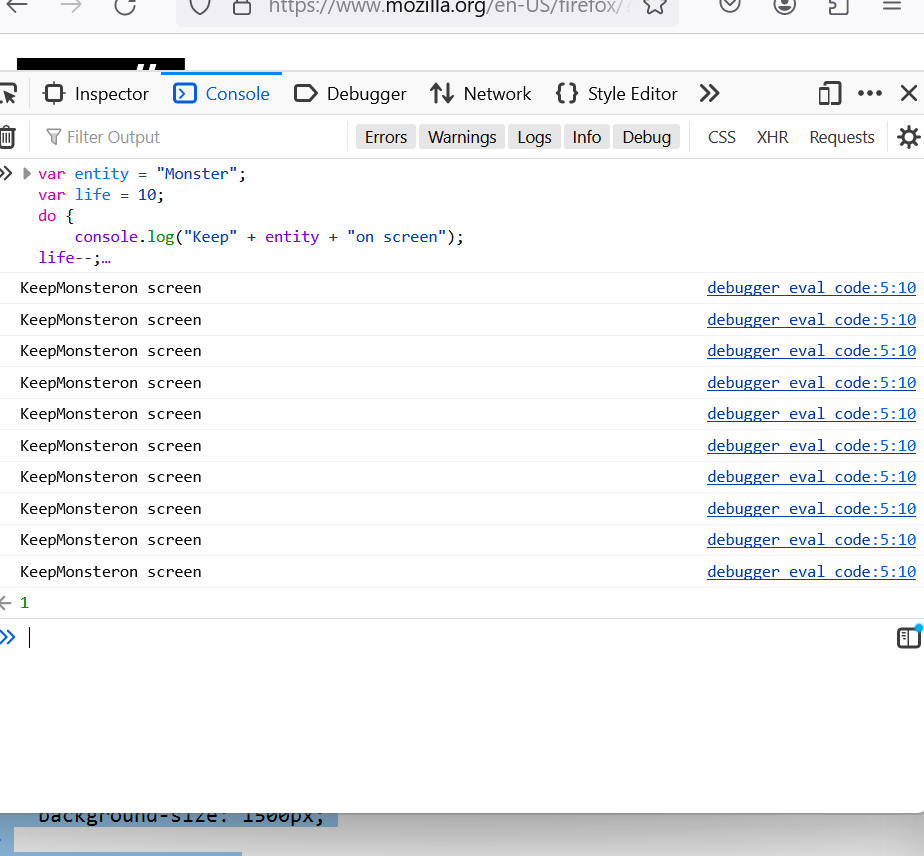 https://www.mozilla.org/en-US/firefox/
Inspector Console Debugger Network Style Editor
Filter Output Errors Warnings Logs Info Debug CSS XHR Requests
var entity = "Monster";
var life = 10;
do {
console.log("Keep" + entity + "on screen");
life--;…
KeepMonsteron screen debugger eval code:5:10
KeepMonsteron screen debugger eval code:5:10
KeepMonsteron screen debugger eval code:5:10
KeepMonsteron screen debugger eval code:5:10
KeepMonsteron screen debugger eval code:5:10
KeepMonsteron screen debugger eval code:5:10
KeepMonsteron screen debugger eval code:5:10
KeepMonsteron screen debugger eval code:5:10
KeepMonsteron screen debugger eval code:5:10
KeepMonsteron screen debugger eval code:5:10
1
background-size: 1500px;